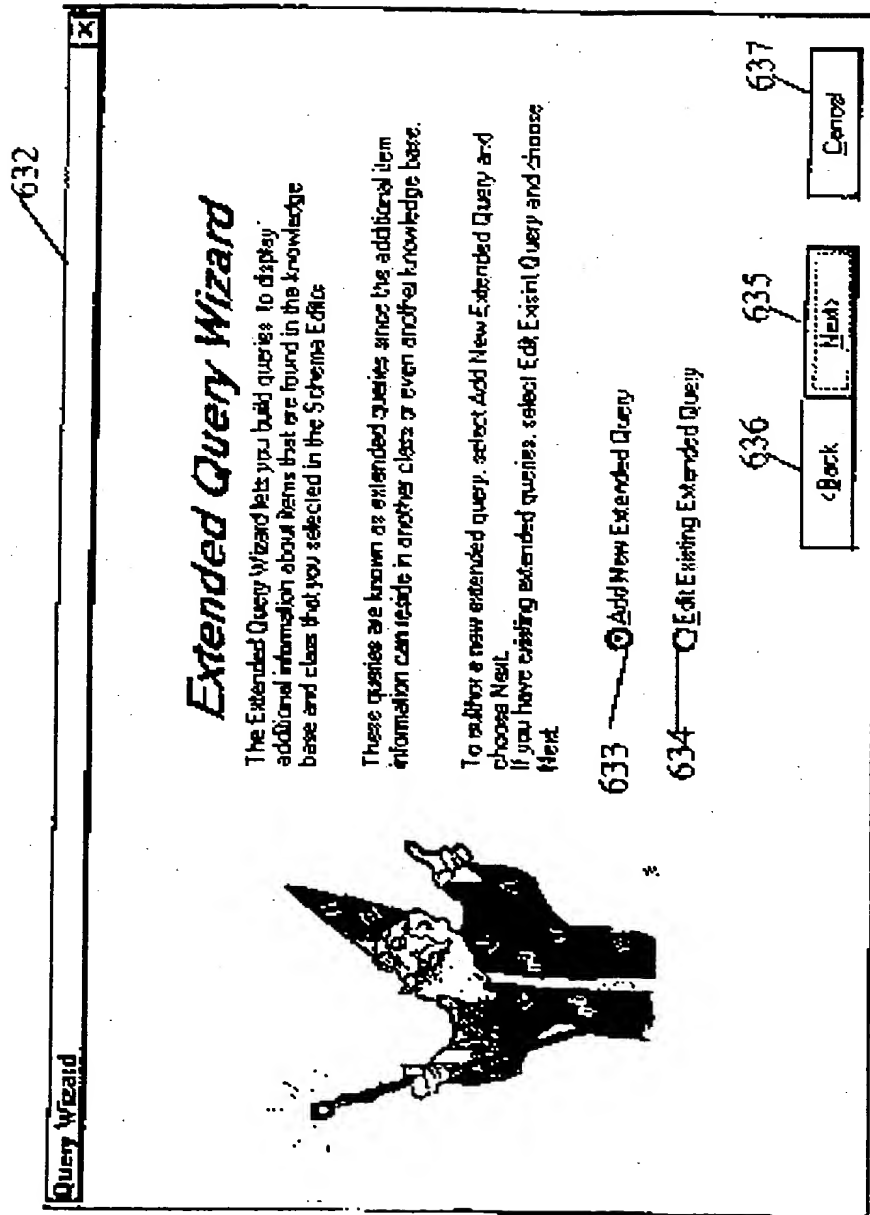 632
Query Wizard
Extended Query Wizard
The Extended Query Wizard lets you build queries to display
additional information about items that are found in the knowledge
base and class that you selected in the Schema Editor.
These queries are known as extended queries since the additional item
information can reside in another class or even another knowledge base.
To author a new extended query, select Add New Extended Query and
choose Next.
If you have existing extended queries, select Edit Exisint Query and choose
Next.
633
Add New Extended Query
634
Edit Existing Extended Query
636
635
637
<Back
Next>
Cancel